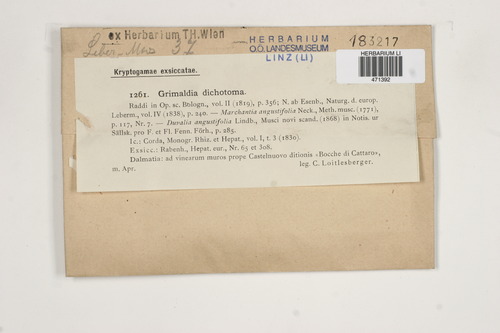 ex Herbarium T.H. Wien
HERBARIUM
O.Ö. LANDESMUSEUM
LINZ (LI)
183217
HERBARIUM LI
471392
Kryptogamae exsiccatae.
1261. Grimaldia dichotoma.
Raddi in Op. sc. Bologn., vol. II (1819), p. 356; N. ab Esenb., Naturg. d. europ.
Leberm., vol. IV (1838), p. 240. — Marchantia angustifolia Neck., Meth. musc. (1771),
p. 117, Nr. 7. — Duvalia angustifolia Lindb., Musci novi scand. (1868) in Notis. ur
Sällsk. pro F. et Fl. Fenn. Förh., p. 285.
Ic.: Corda, Monogr. Rhiz. et Hepat., vol. I, t. 3 (1830).
Exsicc.: Rabenh., Hepat. eur., Nr. 63 et 308.
Dalmatia: ad vinearum muros prope Castelnuovo ditionis »Bocche di Cattaro«,
m. Apr. leg. C. Loitlesberger.